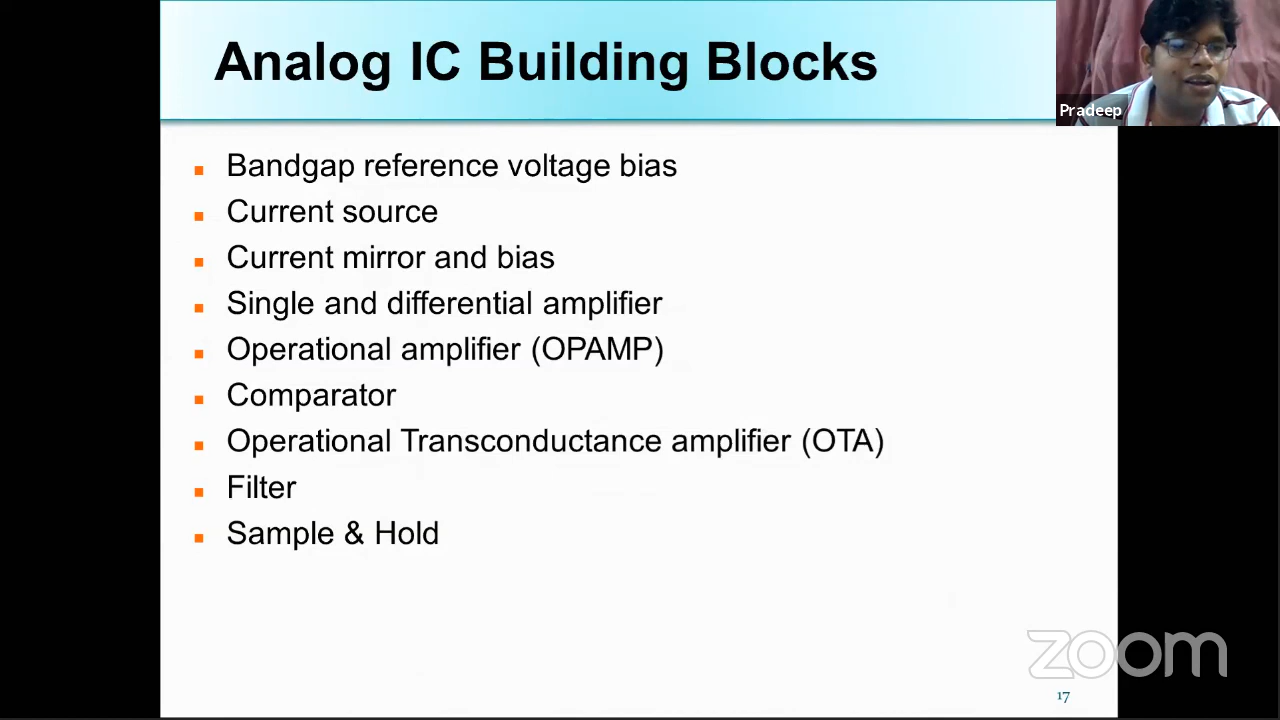 Analog IC Building Blocks
Pradeep
Bandgap reference voltage bias
Current source
Current mirror and bias
Single and differential amplifier
Operational amplifier (OPAMP)
Comparator
Operational Transconductance amplifier (OTA)
Filter
Sample & Hold
zoom
17